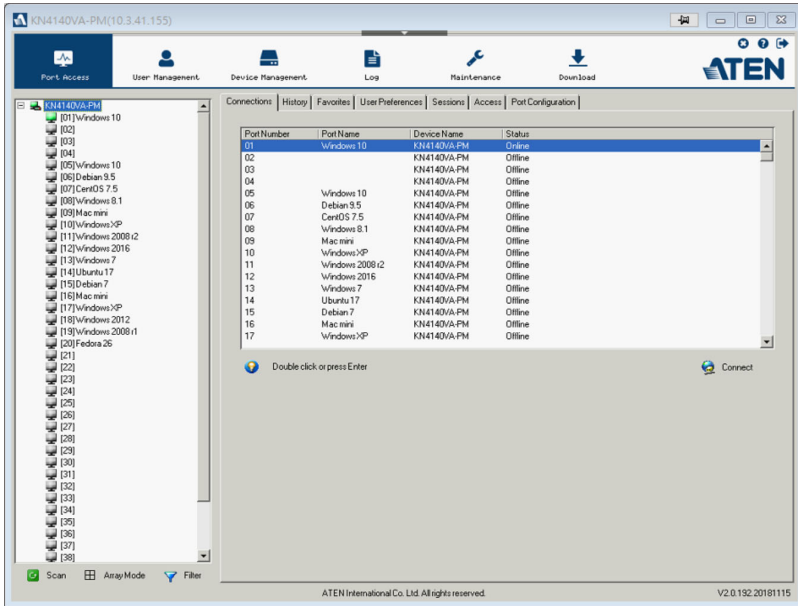 KN4140VA-PM(10.3.41.155)
Port Access User Management Device Management Log Maintenance Download ATEN
KN4140VA-PM
[01]Windows 10
[02]
[03]
[04]
[05]Windows 10
[06]Debian 9.5
[07]CentOS 7.5
[08]Windows 8.1
[09]Mac mini
[10]Windows XP
[11]Windows 2008 r2
[12]Windows 2016
[13]Windows 7
[14]Ubuntu 17
[15]Debian 7
[16]Mac mini
[17]Windows XP
[18]Windows 2012
[19]Windows 2008 r1
[20]Fedora 26
[21]
[22]
[23]
[24]
[25]
[26]
[27]
[28]
[29]
[30]
[31]
[32]
[33]
[34]
[35]
[36]
[37]
[38]
Scan Array Mode Filter
Connections History Favorites User Preferences Sessions Access Port Configuration
Port Number Port Name Device Name Status
01 Windows 10 KN4140VA-PM Online
02 KN4140VA-PM Offline
03 KN4140VA-PM Offline
04 KN4140VA-PM Offline
05 Windows 10 KN4140VA-PM Offline
06 Debian 9.5 KN4140VA-PM Offline
07 CentOS 7.5 KN4140VA-PM Offline
08 Windows 8.1 KN4140VA-PM Offline
09 Mac mini KN4140VA-PM Offline
10 Windows XP KN4140VA-PM Offline
11 Windows 2008 r2 KN4140VA-PM Offline
12 Windows 2016 KN4140VA-PM Offline
13 Windows 7 KN4140VA-PM Offline
14 Ubuntu 17 KN4140VA-PM Offline
15 Debian 7 KN4140VA-PM Offline
16 Mac mini KN4140VA-PM Offline
17 Windows XP KN4140VA-PM Offline
Double click or press Enter Connect
ATEN International Co. Ltd. All rights reserved. V2.0.192.20181115